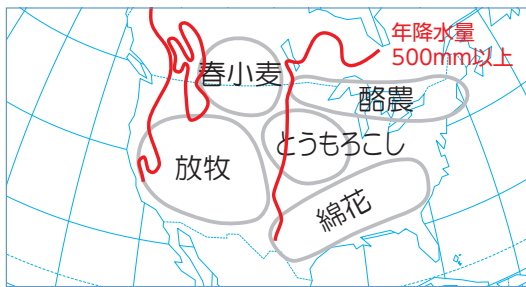 年降水量
500mm以上
春小麦
酪農
とうもろこし
放牧
綿花